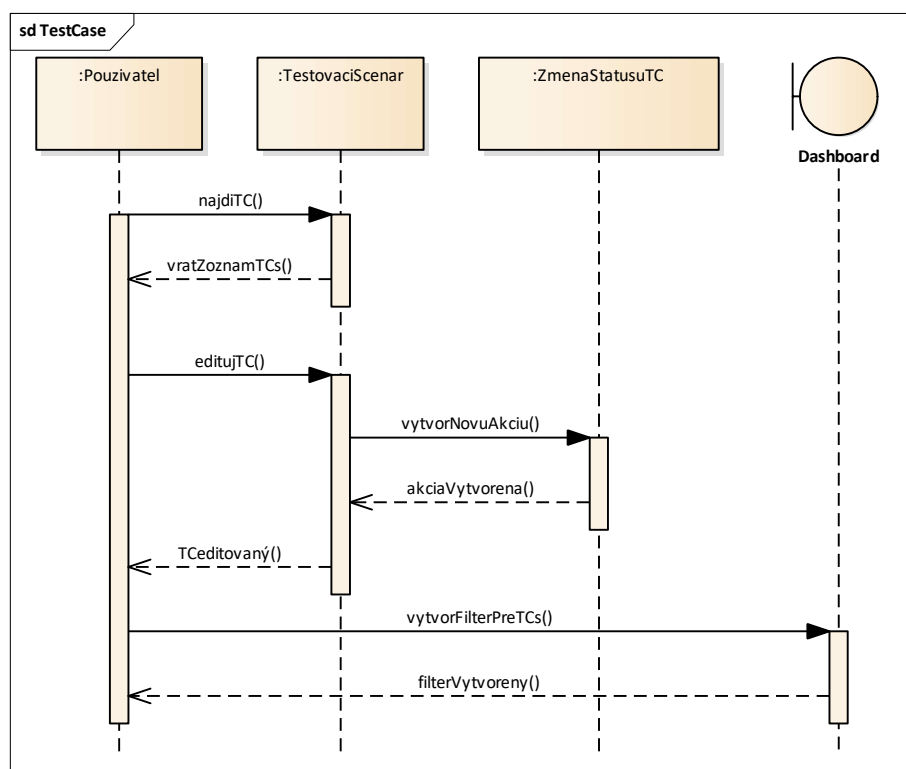 sd TestCase
:Pouzivatel
:TestovaciScenar
:ZmenaStatusuTC
Dashboard
najdiTC()
vratZoznamTCs()
editujTC()
vytvorNovuAkciu()
akciaVytvorena()
TCeditovaný()
vytvorFilterPreTCs()
filterVytvoreny()